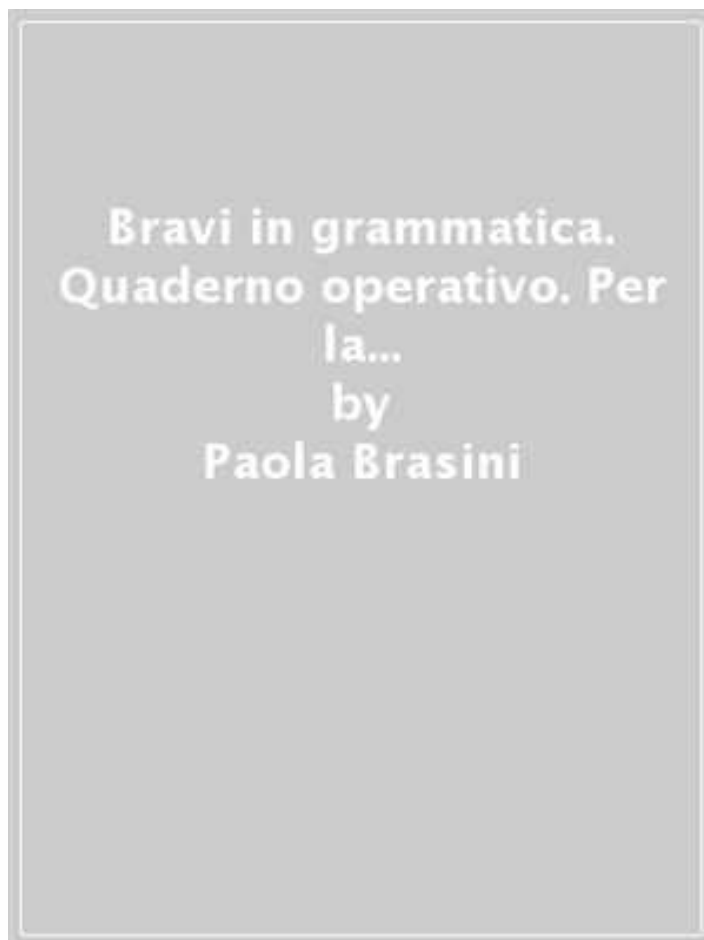 Bravi in grammatica.
Quaderno operativo. Per
la...
by
Paola Brasini